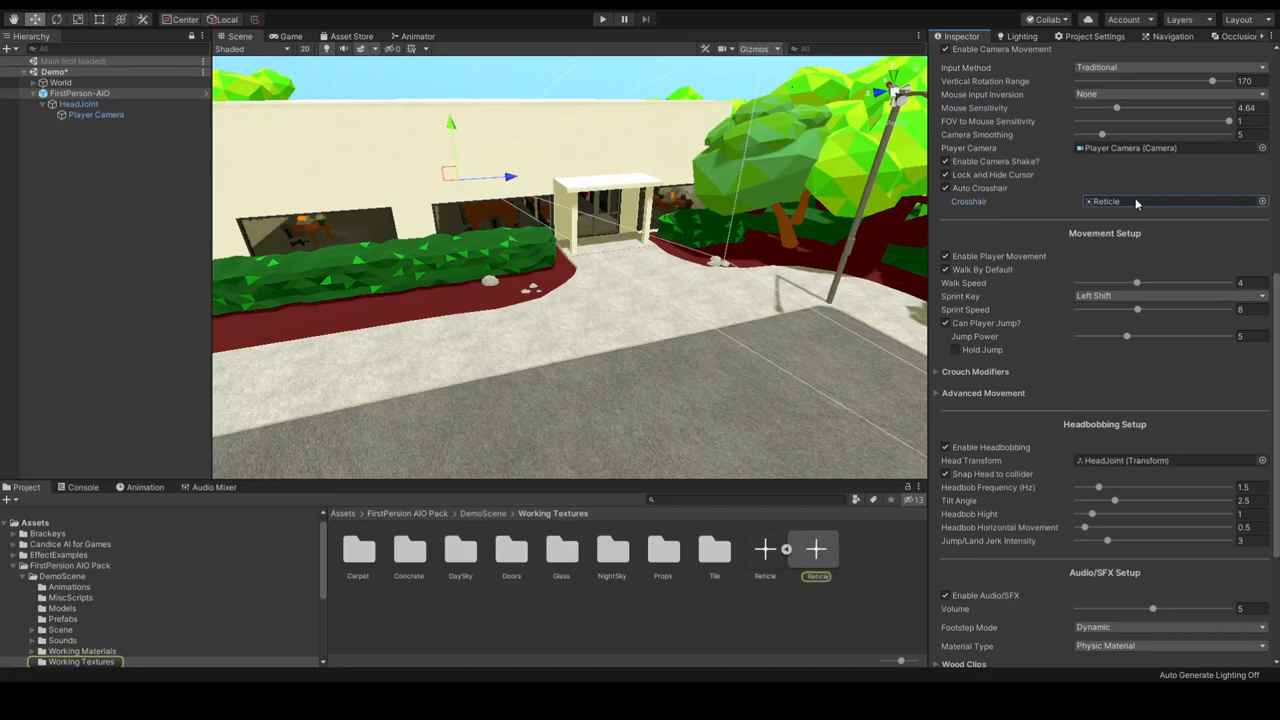 Center
Local
Collab
Account
Layers
Layout
Hierarchy
All
Main (not loaded)
Demo*
World
FirstPerson-AIO
HeadJoint
Player Camera
Scene
Game
Asset Store
Animator
Shaded
2D
0
Gizmos
All
Inspector
Lighting
Project Settings
Navigation
Occlusion
Enable Camera Movement
Input Method Traditional
Vertical Rotation Range 170
Mouse Input Inversion None
Mouse Sensitivity 4.64
FOV to Mouse Sensitivity 1
Camera Smoothing 5
Player Camera Player Camera (Camera)
Enable Camera Shake?
Lock and Hide Cursor
Auto Crosshair
Crosshair Reticle
Movement Setup
Enable Player Movement
Walk By Default
Walk Speed 4
Sprint Key Left Shift
Sprint Speed 8
Can Player Jump?
Jump Power 5
Hold Jump
Crouch Modifiers
Advanced Movement
Headbobbing Setup
Enable Headbobbing
Head Transform HeadJoint (Transform)
Snap Head to collider
Headbob Frequency (Hz) 1.5
Tilt Angle 2.5
Headbob Hight 1
Headbob Horizontal Movement 0.5
Jump/Land Jerk Intensity 3
Audio/SFX Setup
Enable Audio/SFX
Volume 5
Footstep Mode Dynamic
Material Type Physic Material
Wood Clips
Project
Console
Animation
Audio Mixer
13
Assets
Brackeys
Candice AI for Games
EffectExamples
FirstPersion AIO Pack
DemoScene
Animations
MiscScripts
Models
Prefabs
Scene
Sounds
Working Materials
Working Textures
Assets FirstPersion AIO Pack DemoScene Working Textures
Carpet
Concrete
DaySky
Doors
Glass
NightSky
Props
Tile
Reticle
Reticle
Auto Generate Lighting Off